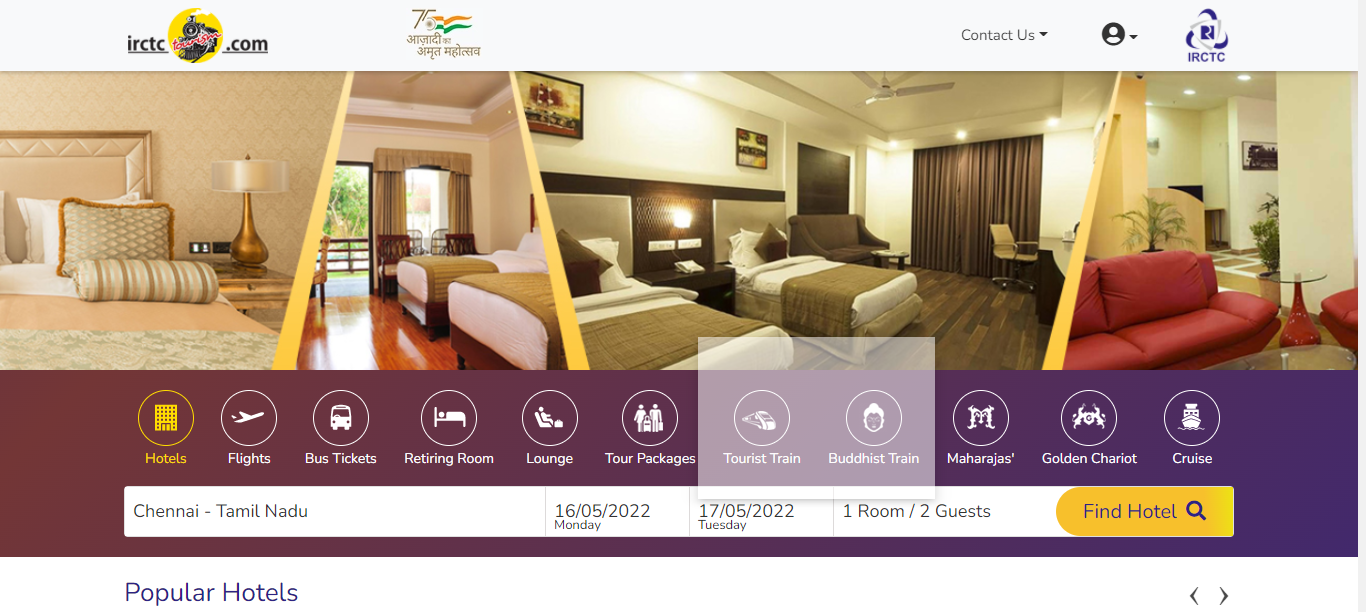 irctc tourism .com
75
आज़ादी का
अमृत महोत्सव
Contact Us
IRCTC
Hotels
Flights
Bus Tickets
Retiring Room
Lounge
Tour Packages
Tourist Train
Buddhist Train
Maharajas'
Golden Chariot
Cruise
Chennai - Tamil Nadu
16/05/2022
Monday
17/05/2022
Tuesday
1 Room / 2 Guests
Find Hotel
Popular Hotels